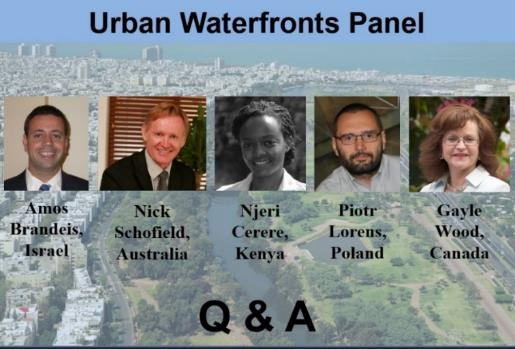 Urban Waterfronts Panel
Amos
Brandeis,
Israel
Nick
Schofield,
Australia
Njeri
Cerere,
Kenya
Piotr
Lorens,
Poland
Gayle
Wood,
Canada
Q & A